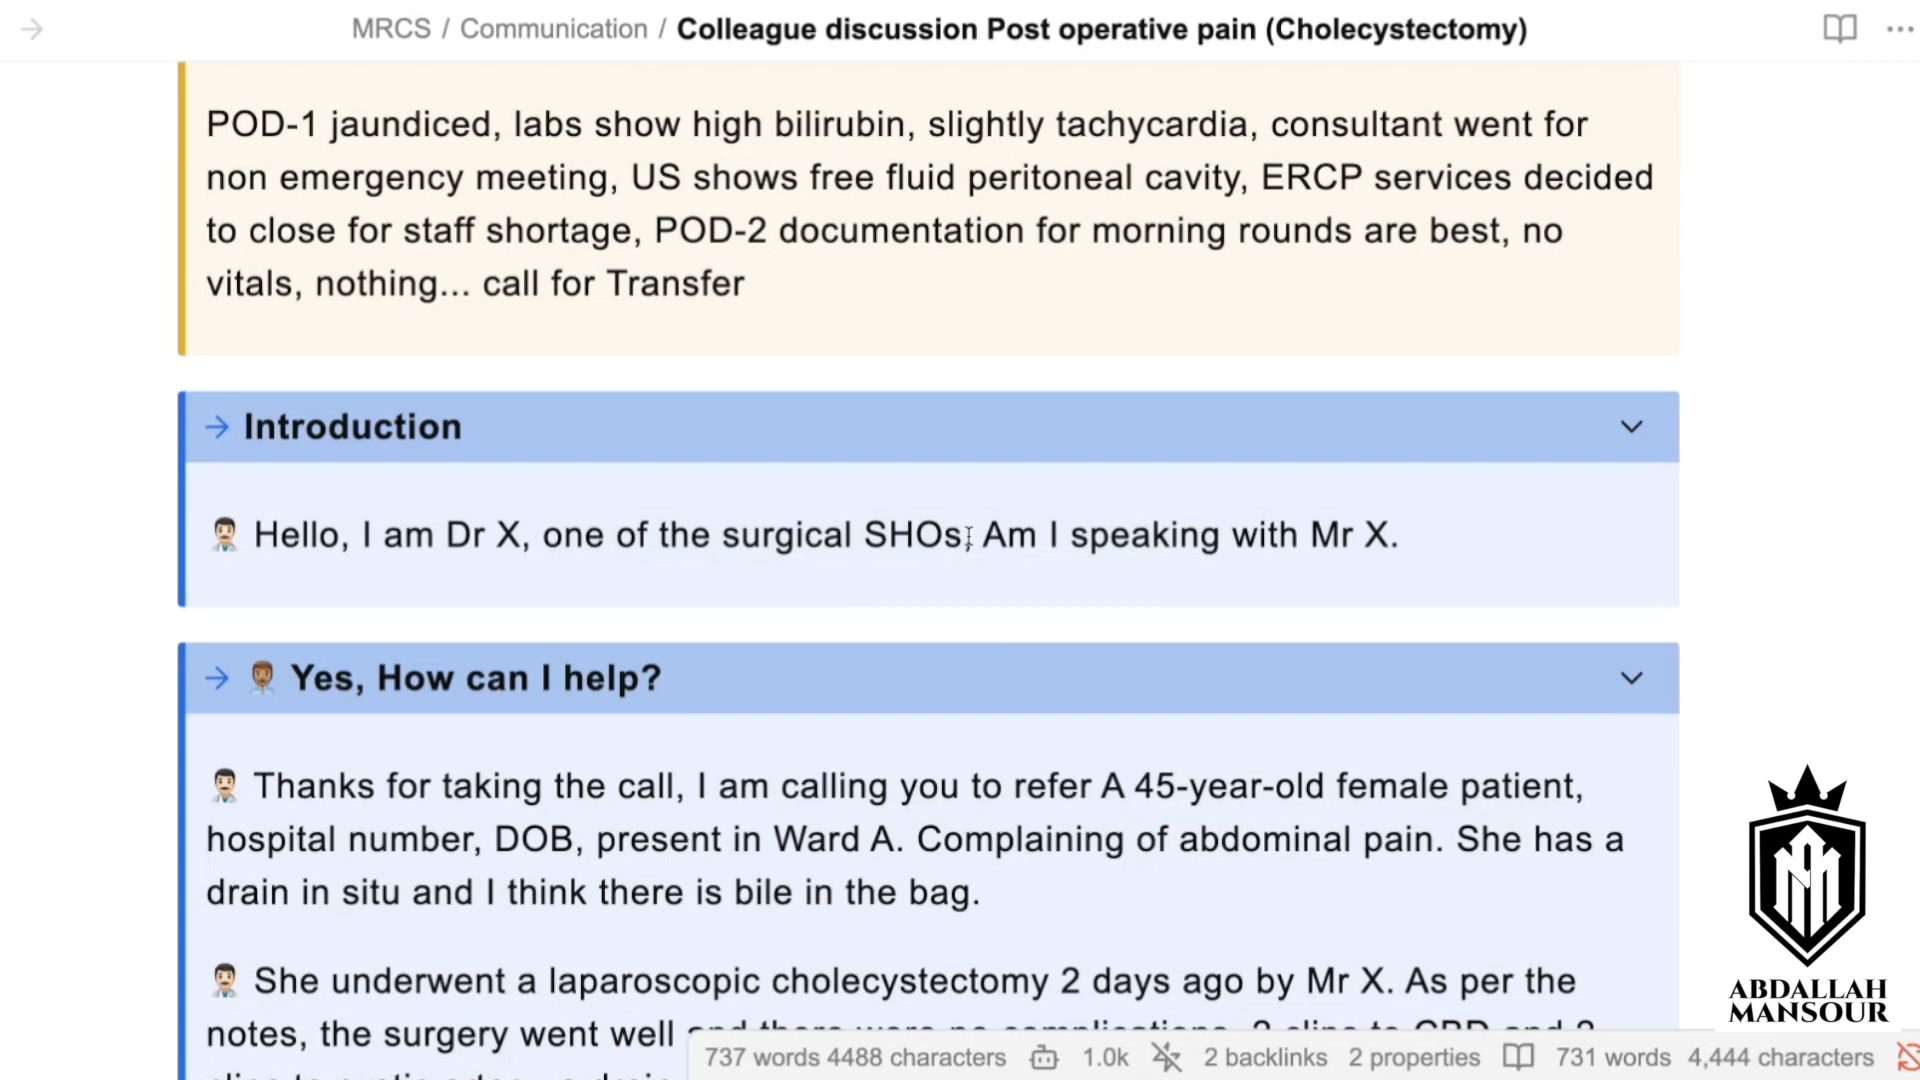 MRCS / Communication / Colleague discussion Post operative pain (Cholecystectomy)
POD-1 jaundiced, labs show high bilirubin, slightly tachycardia, consultant went for
non emergency meeting, US shows free fluid peritoneal cavity, ERCP services decided
to close for staff shortage, POD-2 documentation for morning rounds are best, no
vitals, nothing... call for Transfer
Introduction
Hello, I am Dr X, one of the surgical SHOs; Am I speaking with Mr X.
Yes, How can I help?
Thanks for taking the call, I am calling you to refer A 45-year-old female patient,
hospital number, DOB, present in Ward A. Complaining of abdominal pain. She has a
drain in situ and I think there is bile in the bag.
She underwent a laparoscopic cholecystectomy 2 days ago by Mr X. As per the
notes, the surgery went well and there were no complications.
737 words 4488 characters 1.0k 2 backlinks 2 properties 731 words 4,444 characters
ABDALLAH
MANSOUR